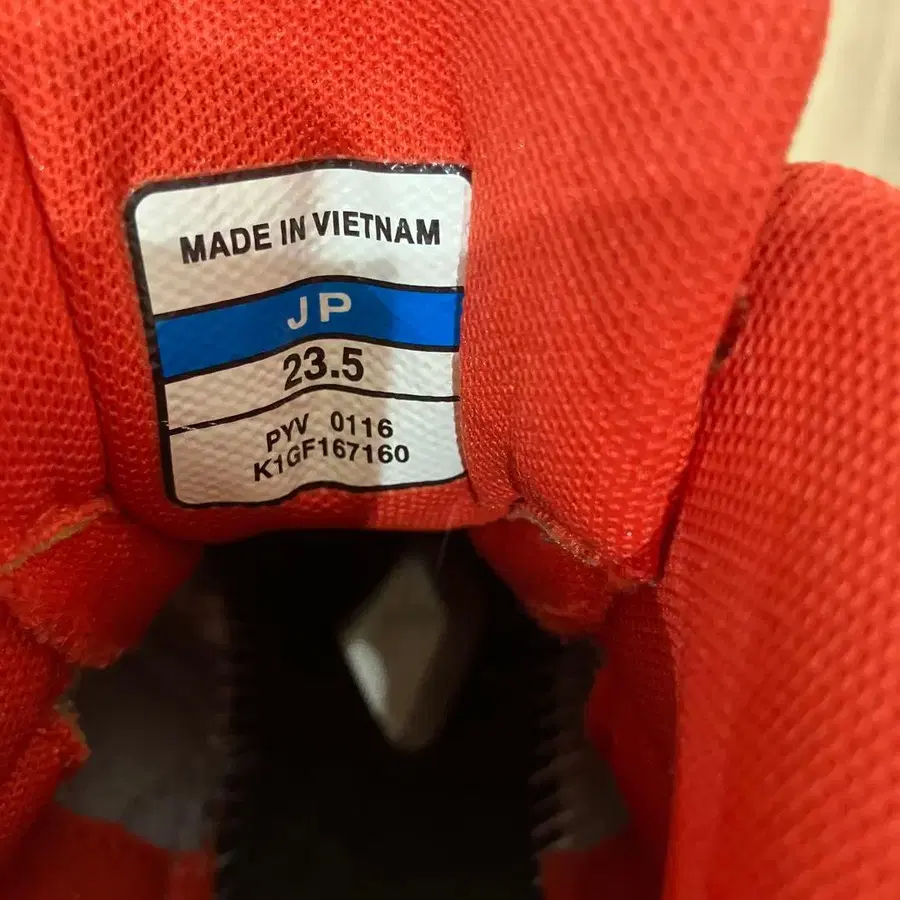 MADE IN VIETNAM
JP
23.5
PYV 0116
K1GF167160